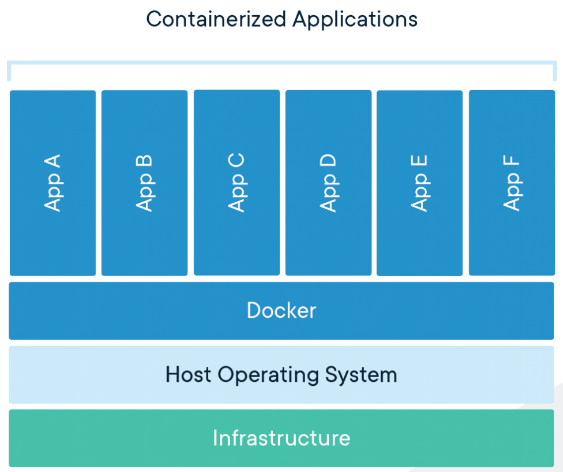 Containerized Applications
App A
App B
App C
App D
App E
App F
Docker
Host Operating System
Infrastructure